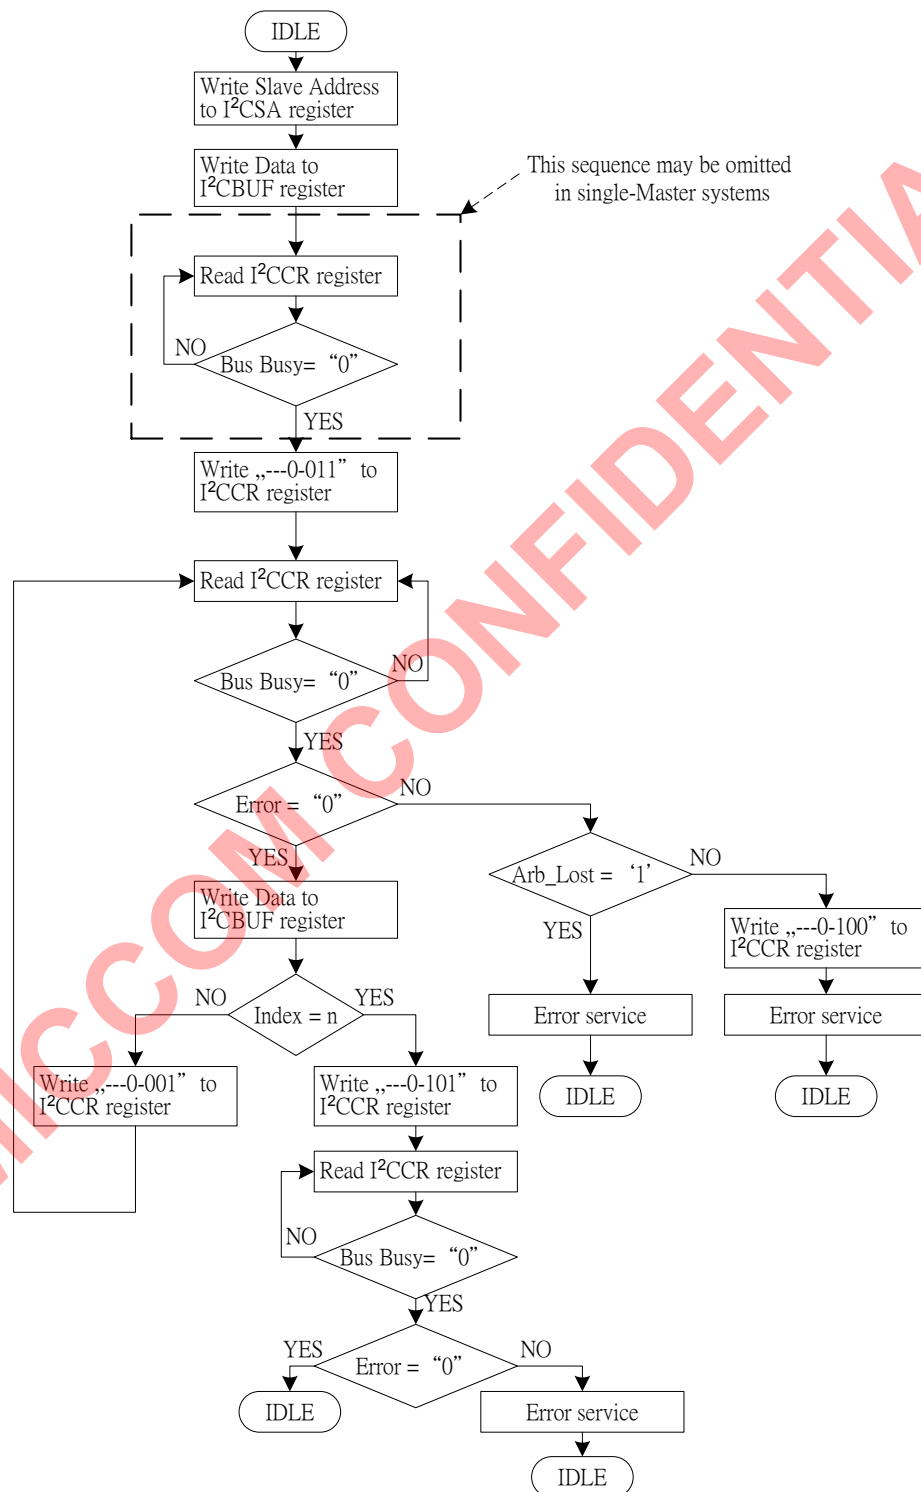 IDLE
Write Slave Address
to I²CSA register
Write Data to
I²CBUF register
This sequence may be omitted
in single-Master systems
Read I²CCR register
NO
Bus Busy= “0”
YES
Write „---0-011” to
I²CCR register
Read I²CCR register
Bus Busy= “0”
NO
YES
Error = “0”
NO
YES
Arb_Lost = ‘1’
NO
YES
Write Data to
I²CBUF register
Write „---0-100” to
I²CCR register
Index = n
NO
YES
Error service
Error service
Write „---0-001” to
I²CCR register
Write „---0-101” to
I²CCR register
IDLE
IDLE
Read I²CCR register
NO
Bus Busy= “0”
YES
Error = “0”
YES
NO
IDLE
Error service
IDLE
AMICCOM CONFIDENTIAL